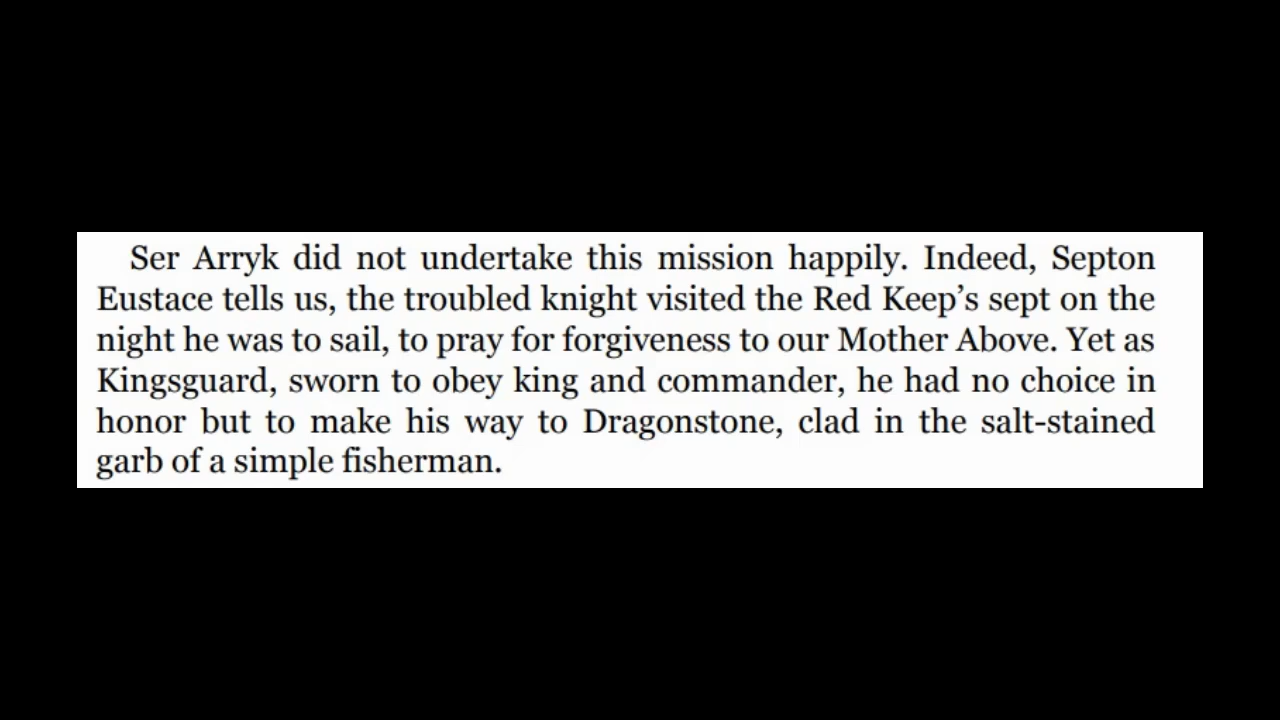 Ser Arryk did not undertake this mission happily. Indeed, Septon
Eustace tells us, the troubled knight visited the Red Keep’s sept on the
night he was to sail, to pray for forgiveness to our Mother Above. Yet as
Kingsguard, sworn to obey king and commander, he had no choice in
honor but to make his way to Dragonstone, clad in the salt-stained
garb of a simple fisherman.